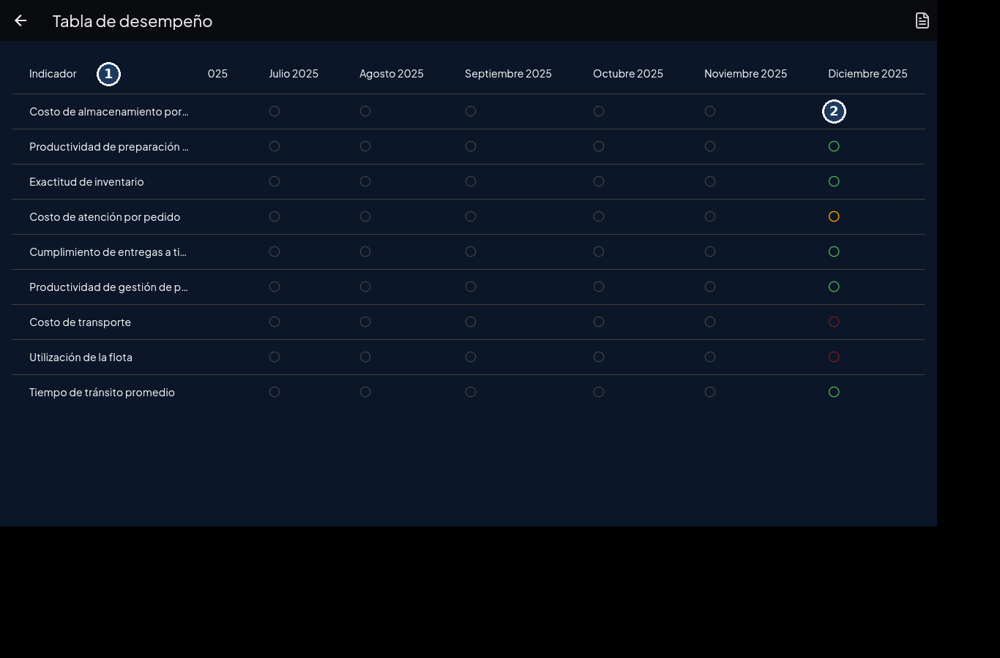 Tabla de desempeño
Indicador 1 025 Julio 2025 Agosto 2025 Septiembre 2025 Octubre 2025 Noviembre 2025 Diciembre 2025
Costo de almacenamiento por… 2
Productividad de preparación …
Exactitud de inventario
Costo de atención por pedido
Cumplimiento de entregas a ti…
Productividad de gestión de p…
Costo de transporte
Utilización de la flota
Tiempo de tránsito promedio